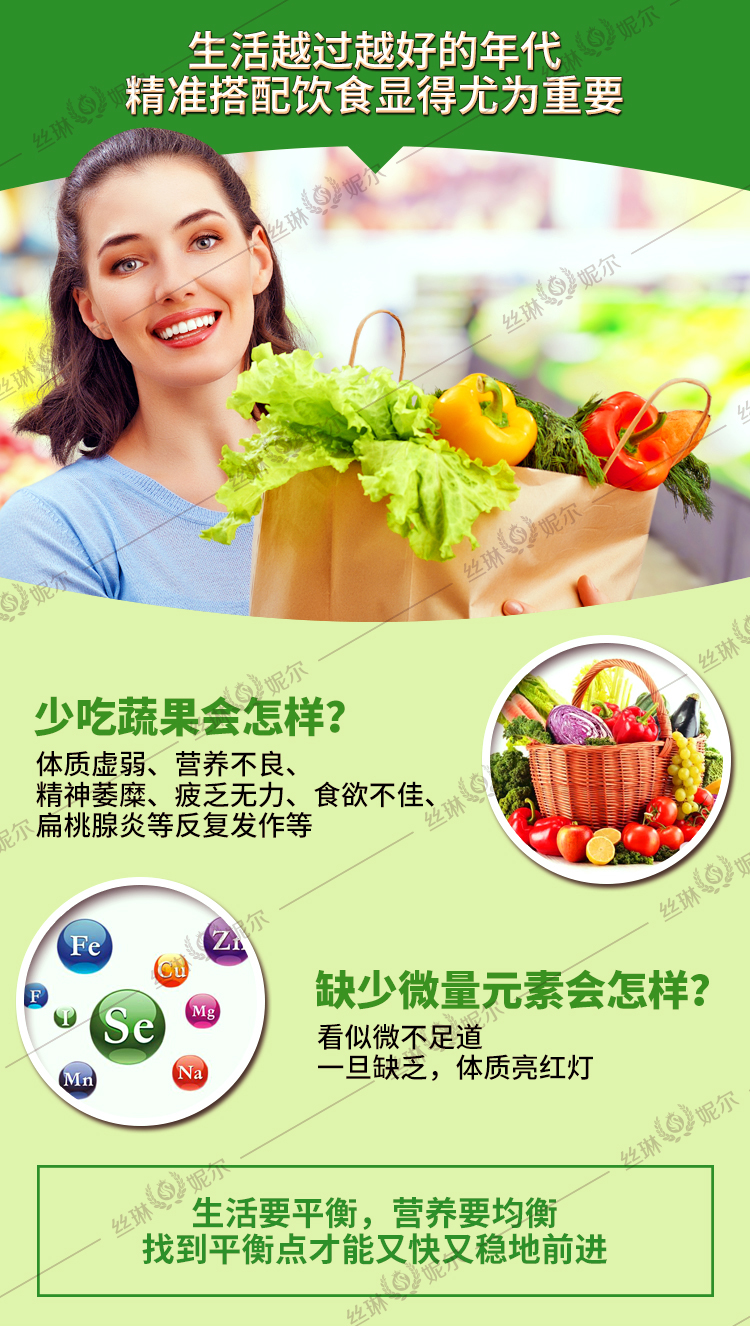 生活越过越好的年代
精准搭配饮食显得尤为重要
少吃蔬果会怎样？
体质虚弱、营养不良、
精神萎糜、疲乏无力、食欲不佳、
扁桃腺炎等反复发作等
Fe
Zn
Cu
F
I
Se
Mg
Mn
Na
缺少微量元素会怎样？
看似微不足道
一旦缺乏，体质亮红灯
生活要平衡，营养要均衡
找到平衡点才能又快又稳地前进
丝琳妮尔